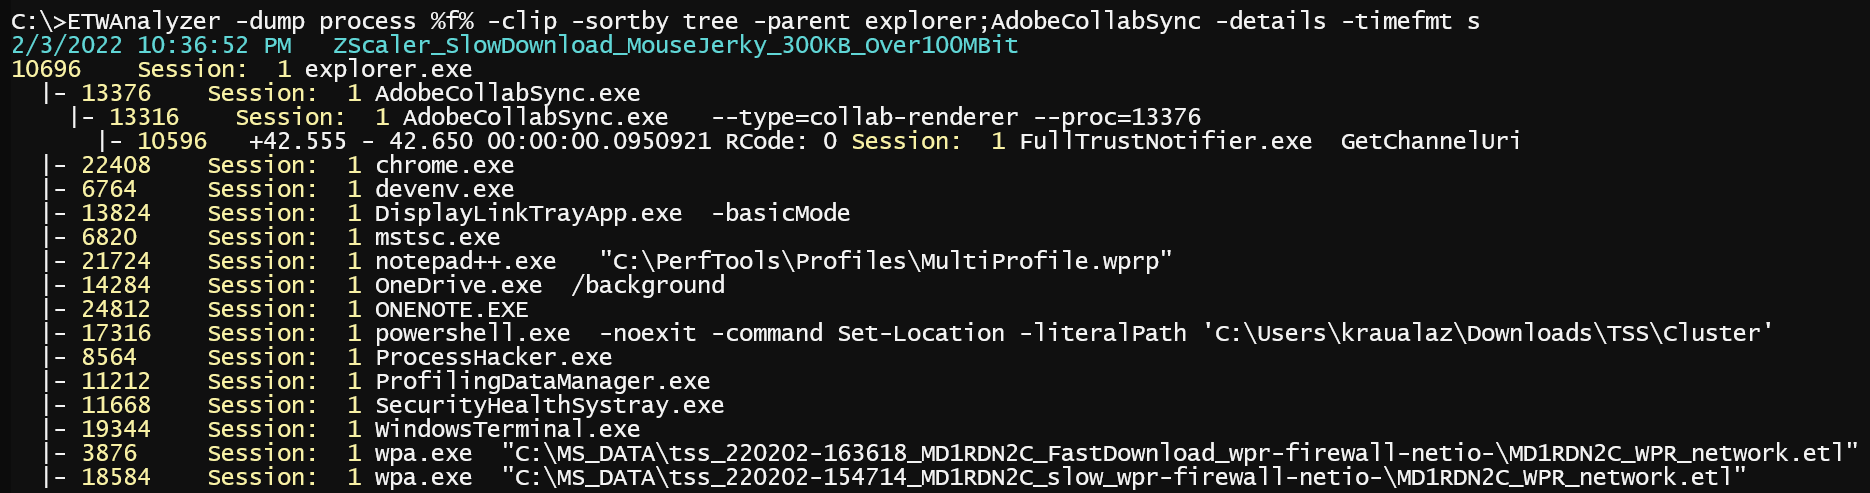 C:\>ETWAnalyzer -dump process %f% -clip -sortby tree -parent explorer;AdobeCollabSync -details -timefmt s
2/3/2022 10:36:52 PM   ZScaler_SlowDownload_MouseJerky_300KB_Over100MBit
10696    Session:  1 explorer.exe
  |- 13376    Session:  1 AdobeCollabSync.exe
    |- 13316    Session:  1 AdobeCollabSync.exe   --type=collab-renderer --proc=13376
      |- 10596   +42.555 - 42.650 00:00:00.0950921 RCode: 0 Session:  1 FullTrustNotifier.exe  GetChannelUri
  |- 22408    Session:  1 chrome.exe
  |- 6764     Session:  1 devenv.exe
  |- 13824    Session:  1 DisplayLinkTrayApp.exe  -basicMode
  |- 6820     Session:  1 mstsc.exe
  |- 21724    Session:  1 notepad++.exe   "C:\PerfTools\Profiles\MultiProfile.wprp"
  |- 14284    Session:  1 OneDrive.exe  /background
  |- 24812    Session:  1 ONENOTE.EXE
  |- 17316    Session:  1 powershell.exe  -noexit -command Set-Location -literalPath 'C:\Users\kraualaz\Downloads\TSS\Cluster'
  |- 8564     Session:  1 ProcessHacker.exe
  |- 11212    Session:  1 ProfilingDataManager.exe
  |- 11668    Session:  1 SecurityHealthSystray.exe
  |- 19344    Session:  1 WindowsTerminal.exe
  |- 3876     Session:  1 wpa.exe  "C:\MS_DATA\tss_220202-163618_MD1RDN2C_FastDownload_wpr-firewall-netio-\MD1RDN2C_WPR_network.etl"
  |- 18584    Session:  1 wpa.exe  "C:\MS_DATA\tss_220202-154714_MD1RDN2C_slow_wpr-firewall-netio-\MD1RDN2C_WPR_network.etl"